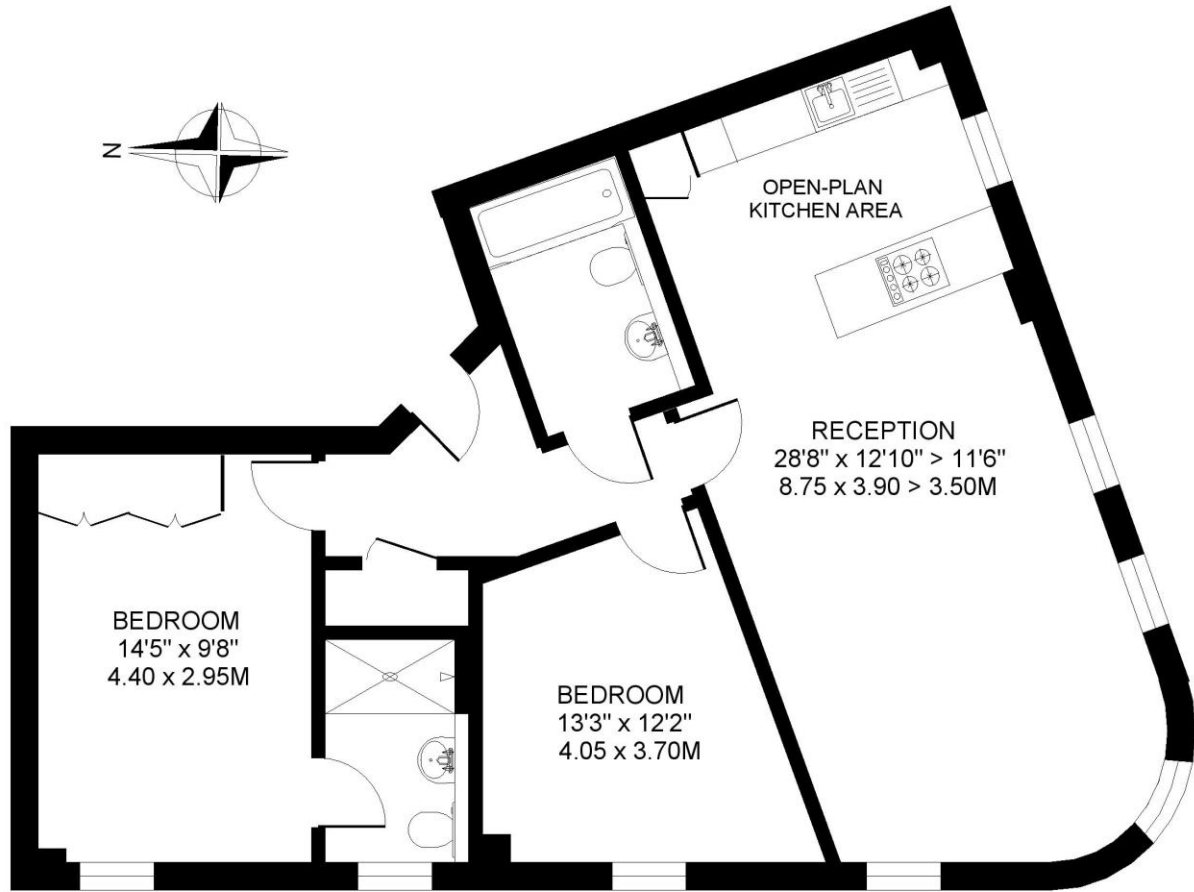 N
OPEN-PLAN
KITCHEN AREA
RECEPTION
28'8" x 12'10" > 11'6"
8.75 x 3.90 > 3.50M
BEDROOM
14'5" x 9'8"
4.40 x 2.95M
BEDROOM
13'3" x 12'2"
4.05 x 3.70M